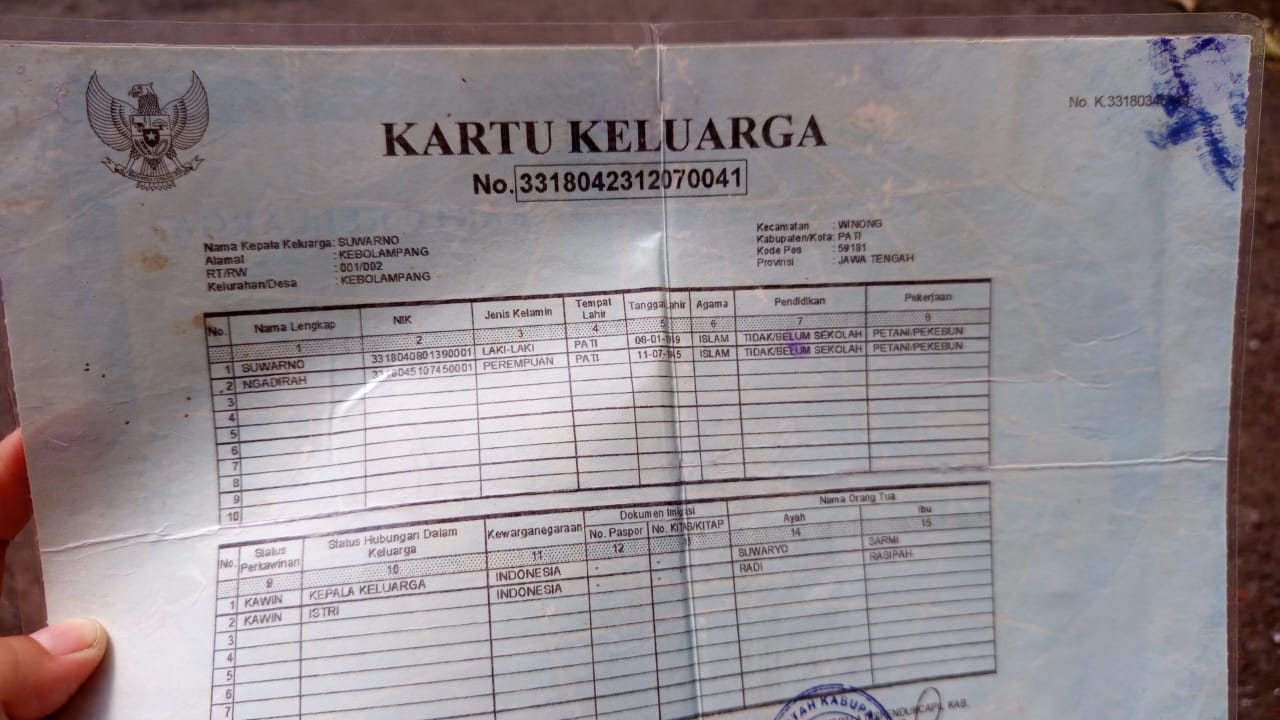 No. K.33180
KARTU KELUARGA
No. 3318042312070041
Nama Kepala Keluarga : SUWARNO
Alamat : KEBOLAMPANG
RT/RW : 001/002
Kelurahan/Desa : KEBOLAMPANG
Kecamatan : WINONG
Kabupaten/Kota : PATI
Kode Pos : 59181
Provinsi : JAWA TENGAH
No. Nama Lengkap NIK Jenis Kelamin Tempat Lahir Tanggal Lahir Agama Pendidikan Pekerjaan
1 2 3 4 5 6 7 8
1 SUWARNO 3318040801390001 LAKI-LAKI PATI ISLAM TIDAK/BELUM SEKOLAH PETANI/PEKEBUN
2 NGADIRAH 3318045107450001 PEREMPUAN PATI ISLAM TIDAK/BELUM SEKOLAH PETANI/PEKEBUN
3
4
5
6
7
8
9
10
No. Status Perkawinan Status Hubungan Dalam Keluarga Kewarganegaraan Dokumen Imigrasi Nama Orang Tua
No. Paspor No. KITAS/KITAP Ayah Ibu
9 10 11 12 14 15
1 KAWIN KEPALA KELUARGA INDONESIA - - SUWARYO SARMI
2 KAWIN ISTRI INDONESIA - - RADI RASIPAH
3
4
5
6
7
KAB.